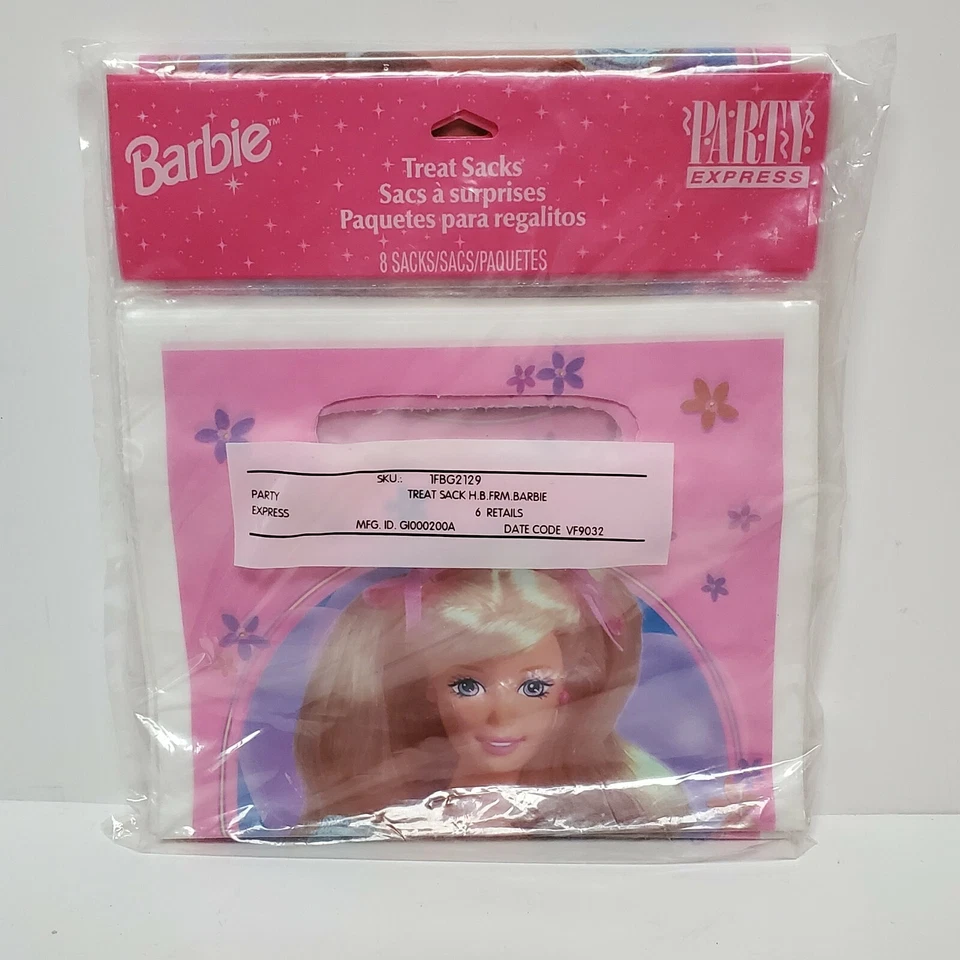 Barbie™
PARTY
EXPRESS
Treat Sacks
Sacs à surprises
Paquetes para regalitos
8 SACKS/SACS/PAQUETES
SKU.: 1FBG2129
PARTY TREAT SACK H.B.FRM.BARBIE
EXPRESS 6 RETAILS
MFG. ID. GI000200A DATE CODE VF9032